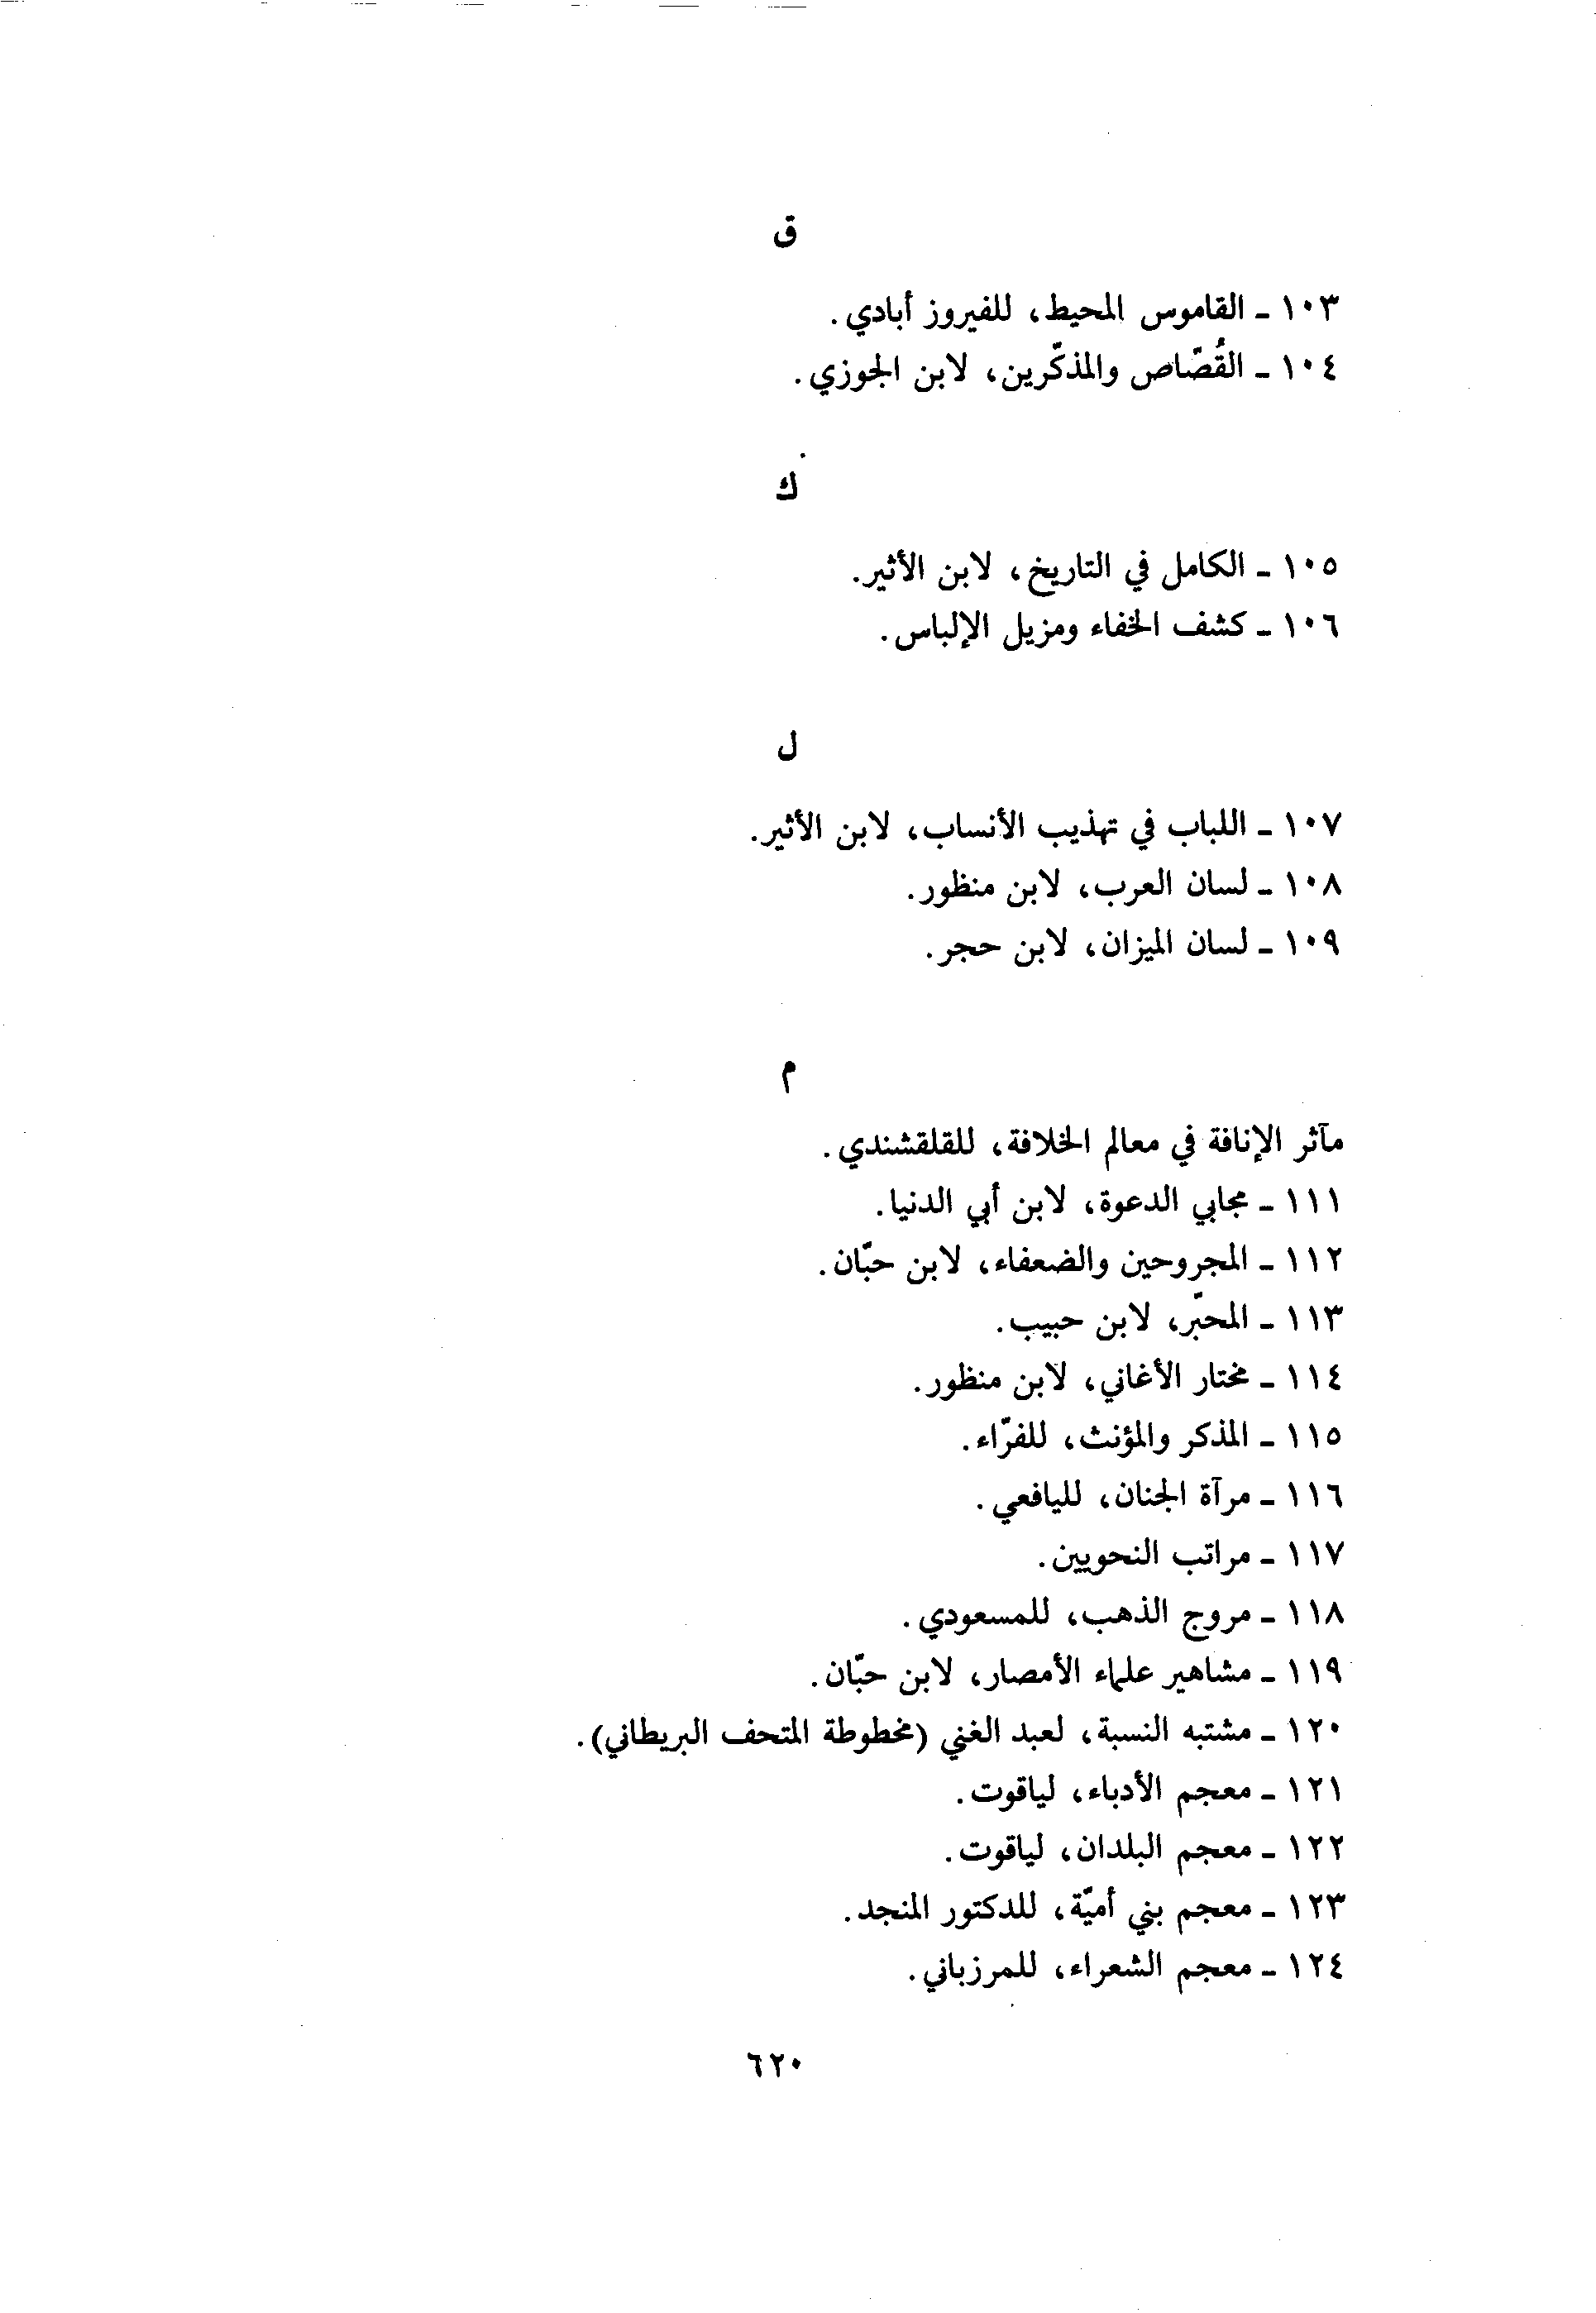 ق
١٠٣ ـ القاموس المحيط، للفيروز أبادي.
١٠٤ ـ القُصّاص والمذكّرين، لابن الجوزي.
ك
١٠٥ ـ الكامل في التاريخ، لابن الأثير.
١٠٦ ـ كشف الخفاء ومزيل الإلباس.
ل
١٠٧ ـ اللباب في تهذيب الأنساب، لابن الأثير.
١٠٨ ـ لسان العرب، لابن منظور.
١٠٩ ـ لسان الميزان، لابن حجر.
م
مآثر الإنافة في معالم الخلافة، للقلقشندي.
١١١ ـ مجابي الدعوة، لابن أبي الدنيا.
١١٢ ـ المجروحين والضعفاء، لابن حبّان.
١١٣ ـ المحبّر، لابن حبيب.
١١٤ ـ مختار الأغاني، لابن منظور.
١١٥ ـ المذكر والمؤنث، للفرّاء.
١١٦ ـ مرآة الجنان، لليافعي.
١١٧ ـ مراتب النحويين.
١١٨ ـ مروج الذهب، للمسعودي.
١١٩ ـ مشاهير علماء الأمصار، لابن حبّان.
١٢٠ ـ مشتبه النسبة، لعبد الغني (مخطوطة المتحف البريطاني).
١٢١ ـ معجم الأدباء، لياقوت.
١٢٢ ـ معجم البلدان، لياقوت.
١٢٣ ـ معجم بني أميّة، للدكتور المنجد.
١٢٤ ـ معجم الشعراء، للمرزباني.
٦٢٠